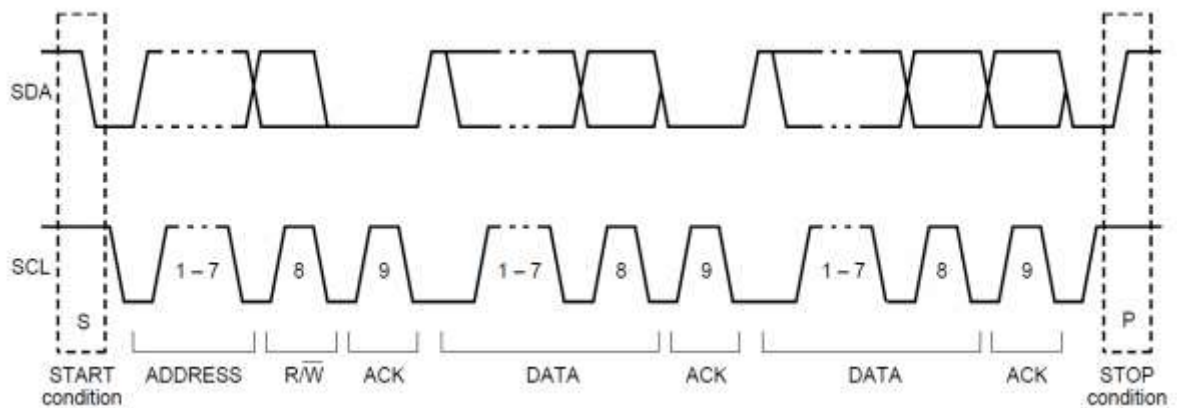 SDA
SCL
1 – 7 8 9 1 – 7 8 9 1 – 7 8 9
S P
START ADDRESS R/W̅ ACK DATA ACK DATA ACK STOP
condition condition